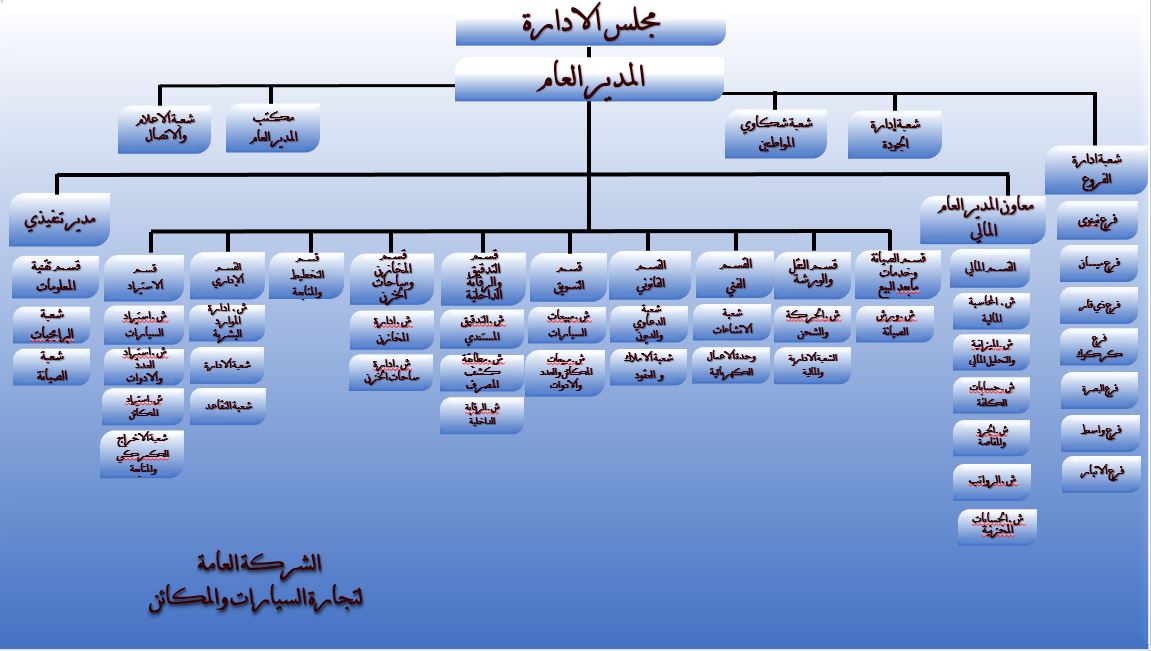 مجلس الادارة
المدير العام
شعبة ادارة
الفروع
شعبة إدارة
الجودة
شعبة شكاوي
المواطنين
مكتب
المدير العام
شعبة الاعلام
والاتصال
معاون المدير العام
المالي
مدير تنفيذي
فرع نينوى
فرع ميسان
فرع ذي قار
فرع
كركوك
فرع البصرة
فرع واسط
فرع الانبار
القسم المالي
ش. المحاسبة
المالية
ش. الميزانية
والتحليل المالي
ش. حسابات
الكلفة
ش. الجرد
والمقاصة
ش. الرواتب
ش. الحسابات
المخزنية
قسم الصيانة
وخدمات
مابعد البيع
ش. ورش
الصيانة
قسم النقل
والورشة
ش. الحركة
والشحن
الشعبة الادارية
والمالية
القسم
الفني
شعبة
الانشاءات
وحدة الاعمال
الكهربائية
القسم
القانوني
شعبة
الدعاوي
والديون
شعبة الاملاك
و العقود
قسم
التسويق
ش. مبيعات
السيارات
ش. مبيعات
المكائن والعدد
والادوات
قسم
التدقيق
والرقابة
الداخلية
ش. التدقيق
المستندي
ش. مطابقة
كشف
المصرف
ش. الرقابة
الداخلية
قسم
المخازن
وساحات
الخزن
ش. ادارة
المخازن
ش. ادارة
ساحات الخزن
قسم
التخطيط
والمتابعة
القسم
الاداري
ش. ادارة
الموارد
البشرية
شعبة الادارة
شعبة التقاعد
قسم
الاستيراد
ش. استيراد
السيارات
ش. استيراد
العدد
والادوات
ش. استيراد
المكائن
شعبة الاخراج
الكمركي
والمتابعة
قسم تقنية
المعلومات
شعبة
البرامجيات
شعبة
الصيانة
الشركة العامة
لتجارة السيارات والمكائن